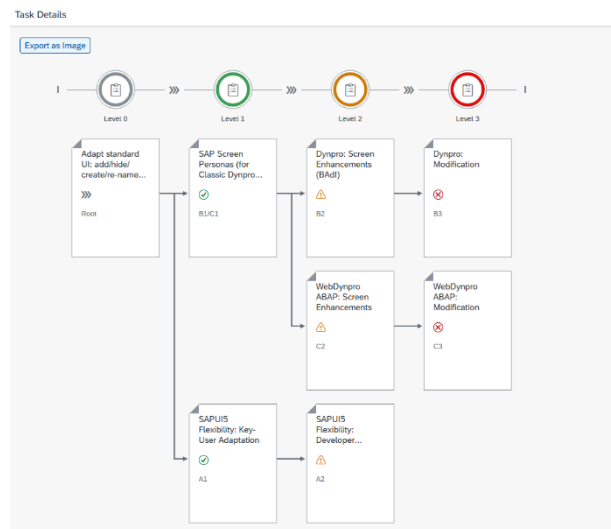 Task Details
Export as Image
Level 0
Level 1
Level 2
Level 3
Adapt standard
UI: add/hide/
create/re-name...
Root
SAP Screen
Personas (for
Classic Dynpro...
B1/C1
Dynpro: Screen
Enhancements
(BAdI)
B2
Dynpro:
Modification
B3
WebDynpro
ABAP: Screen
Enhancements
C2
WebDynpro
ABAP:
Modification
C3
SAPUI5
Flexibility: Key-
User Adaptation
A1
SAPUI5
Flexibility:
Developer...
A2